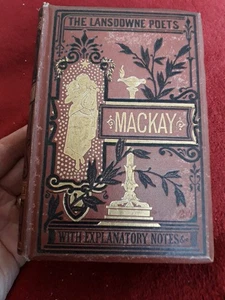 THE LANSDOWNE POETS
MACKAY
WITH EXPLANATORY NOTES